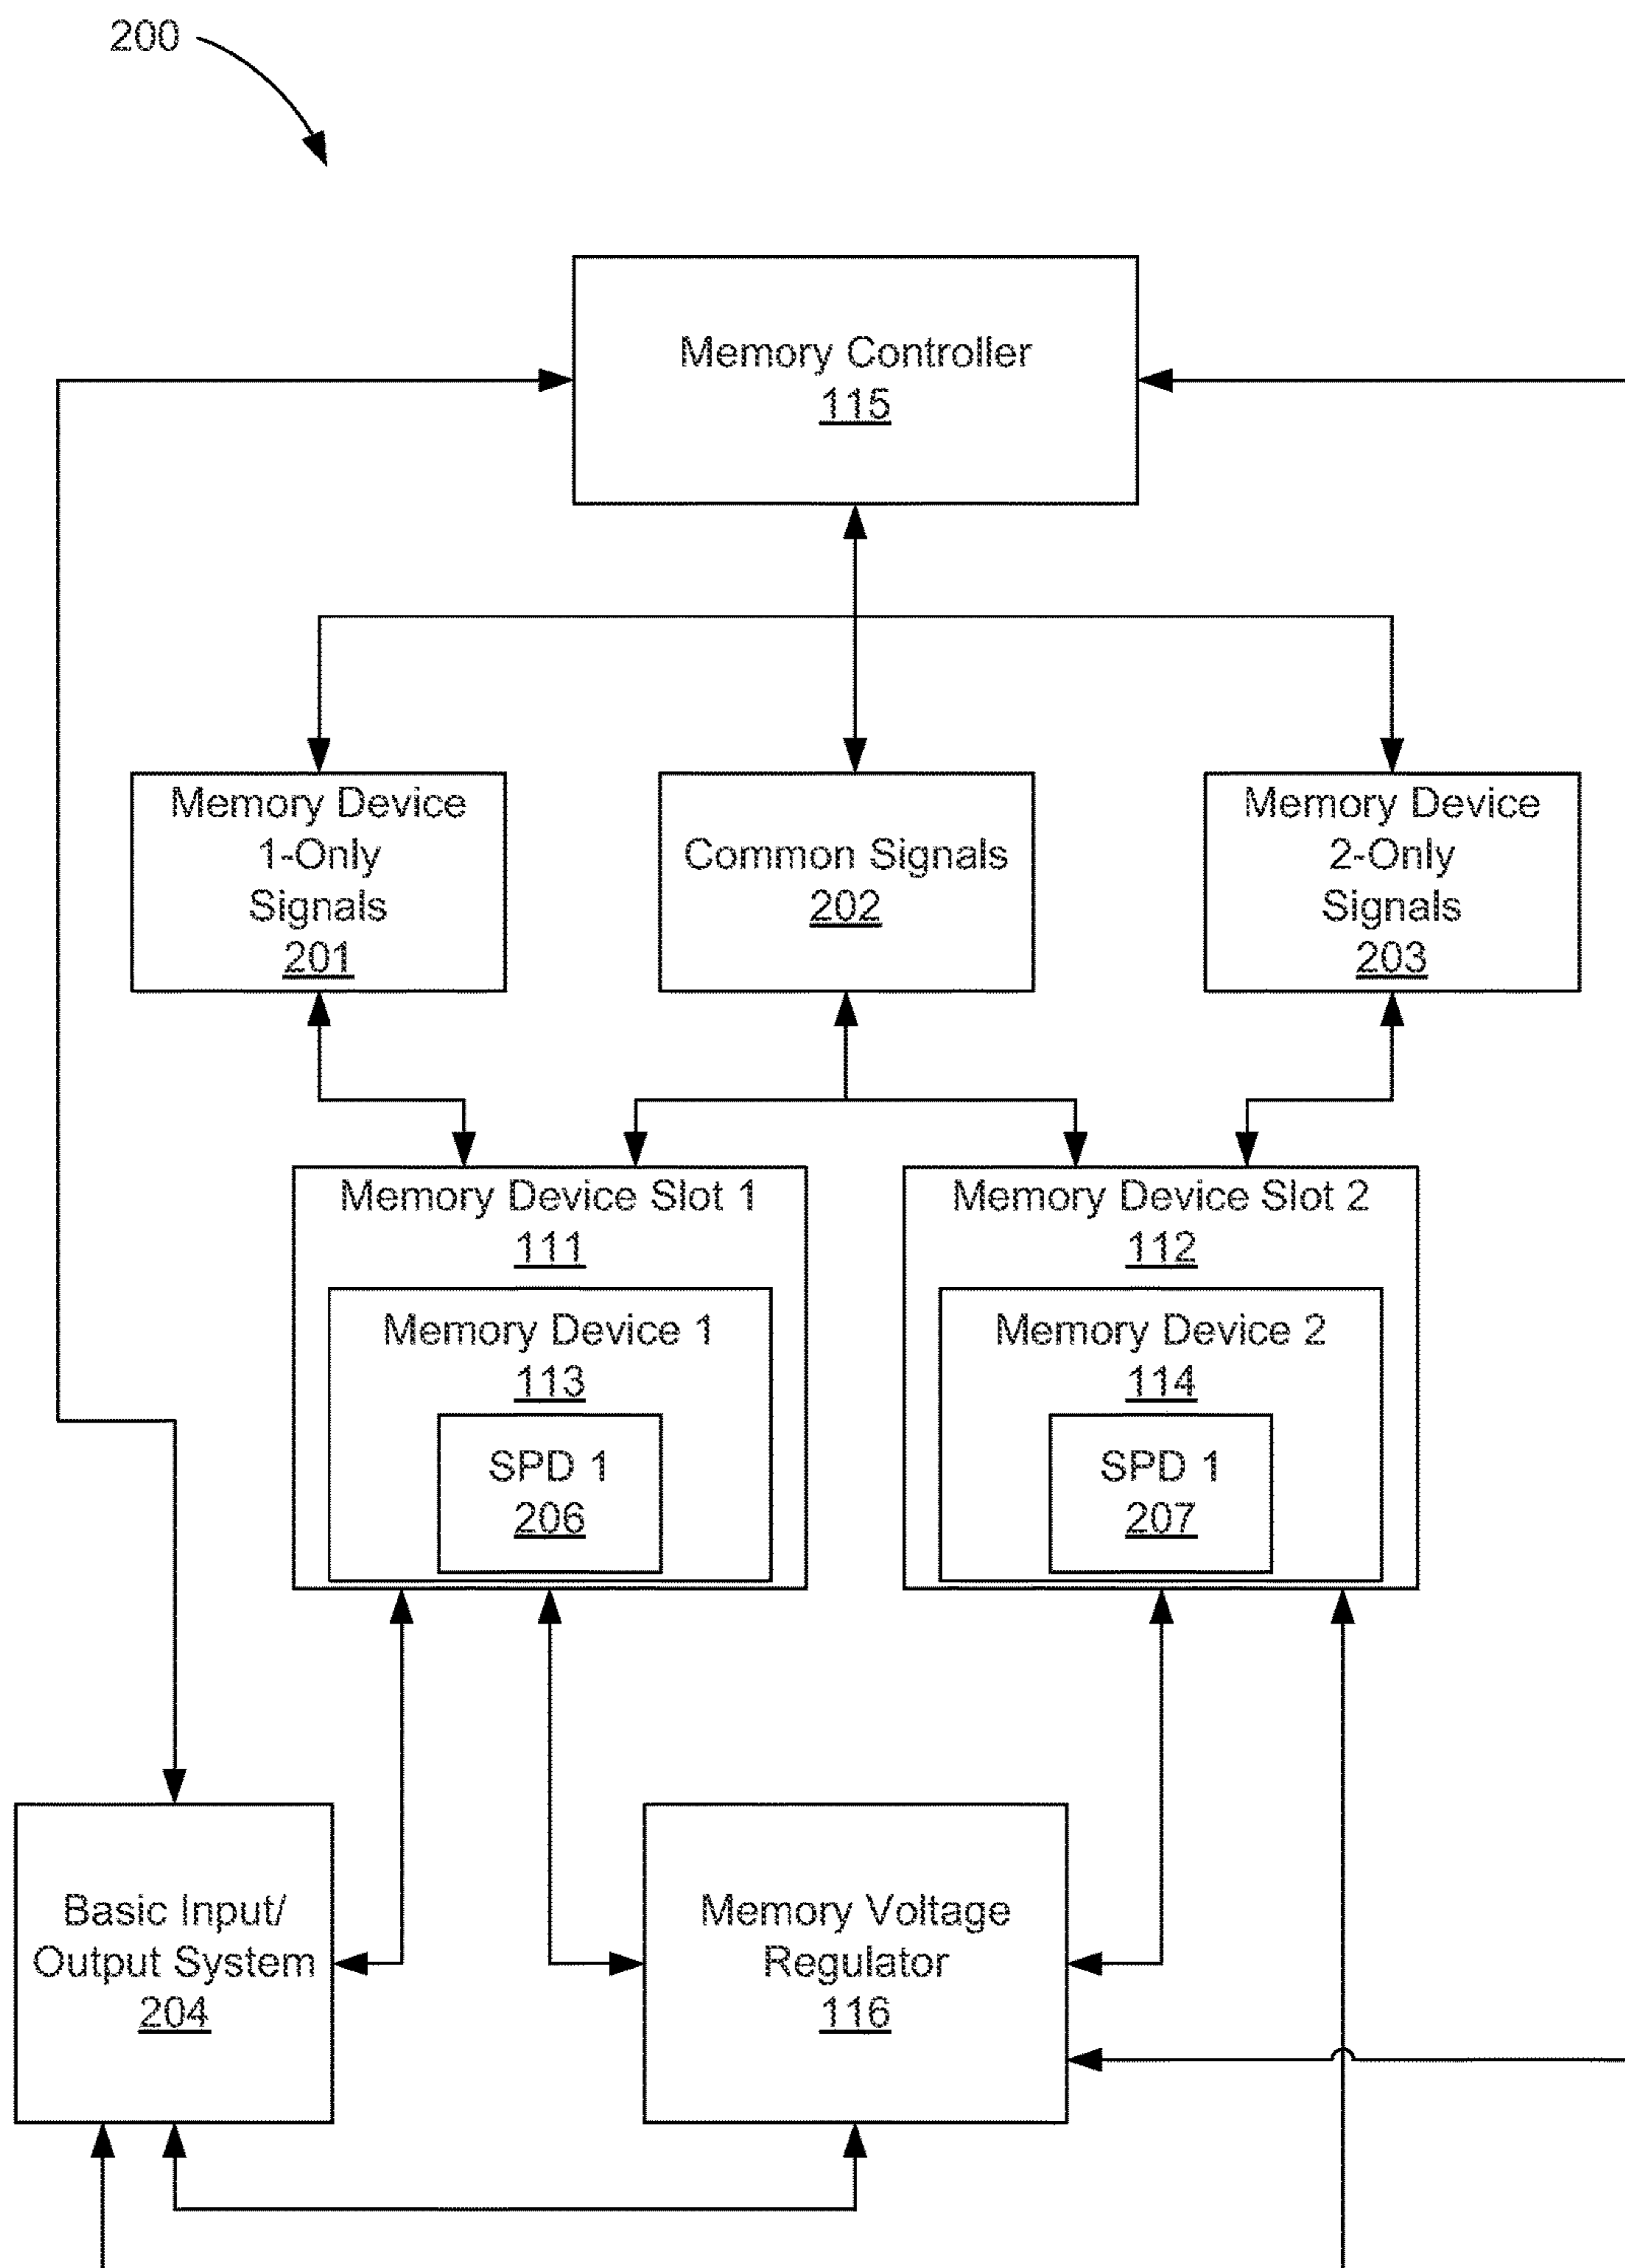 200
Memory Controller
115
Memory Device
1-Only
Signals
201
Common Signals
202
Memory Device
2-Only
Signals
203
Memory Device Slot 1
111
Memory Device 1
113
SPD 1
206
Memory Device Slot 2
112
Memory Device 2
114
SPD 1
207
Basic Input/
Output System
204
Memory Voltage
Regulator
116